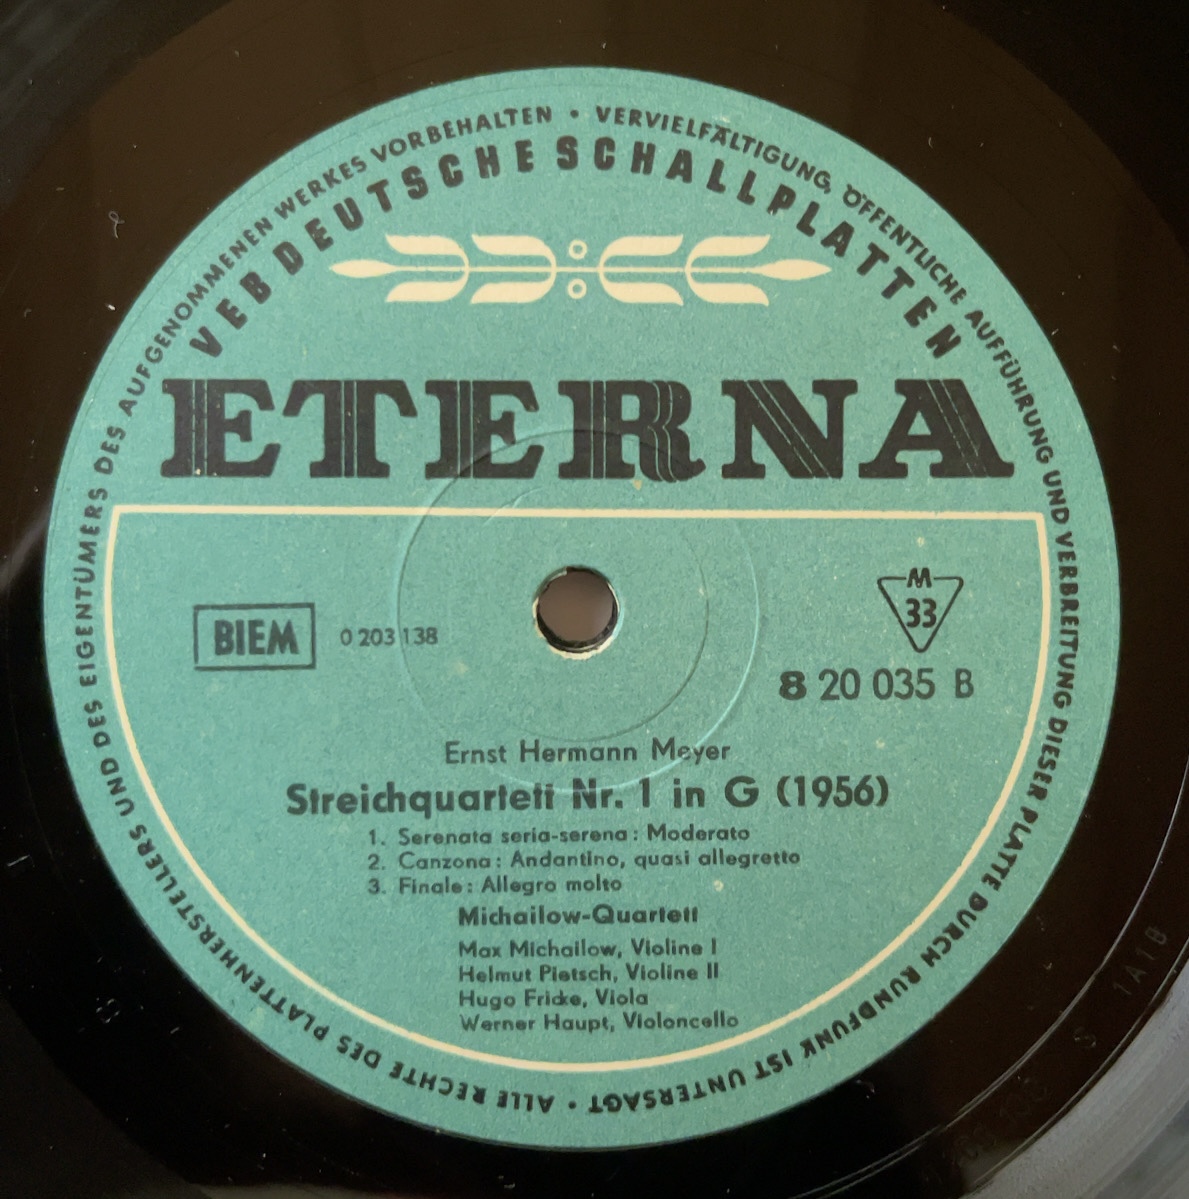 ALLE RECHTE DES PLATTENHERSTELLERS UND DES EIGENTÜMERS DES AUFGENOMMENEN WERKES VORBEHALTEN • VERVIELFÄLTIGUNG, ÖFFENTLICHE AUFFÜHRUNG UND VERBREITUNG DIESER PLATTE DURCH RUNDFUNK IST UNTERSAGT •
VEB DEUTSCHE SCHALLPLATTEN
ETERNA
M
33
BIEM
0 203 138
8 20 035 B
Ernst Hermann Meyer
Streichquartett Nr. 1 in G (1956)
1. Serenata seria-serena: Moderato
2. Canzona: Andantino, quasi allegretto
3. Finale: Allegro molto
Michailow-Quartett
Max Michailow, Violine I
Helmut Pietsch, Violine II
Hugo Fricke, Viola
Werner Haupt, Violoncello
S 1A18